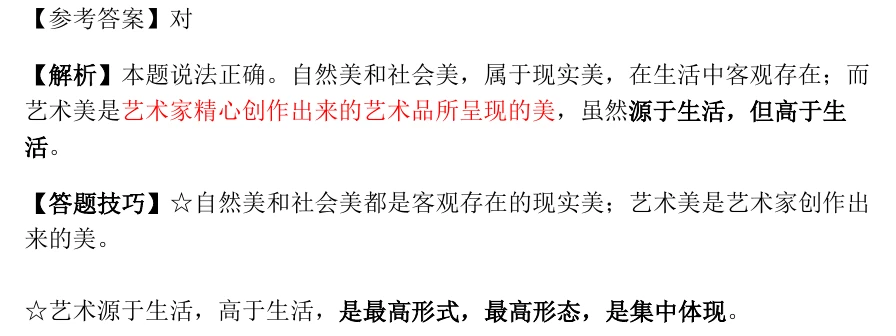 【参考答案】对
【解析】本题说法正确。自然美和社会美，属于现实美，在生活中客观存在；而
艺术美是艺术家精心创作出来的艺术品所呈现的美，虽然源于生活，但高于生
活。
【答题技巧】☆自然美和社会美都是客观存在的现实美；艺术美是艺术家创作出
来的美。
☆艺术源于生活，高于生活，是最高形式，最高形态，是集中体现。